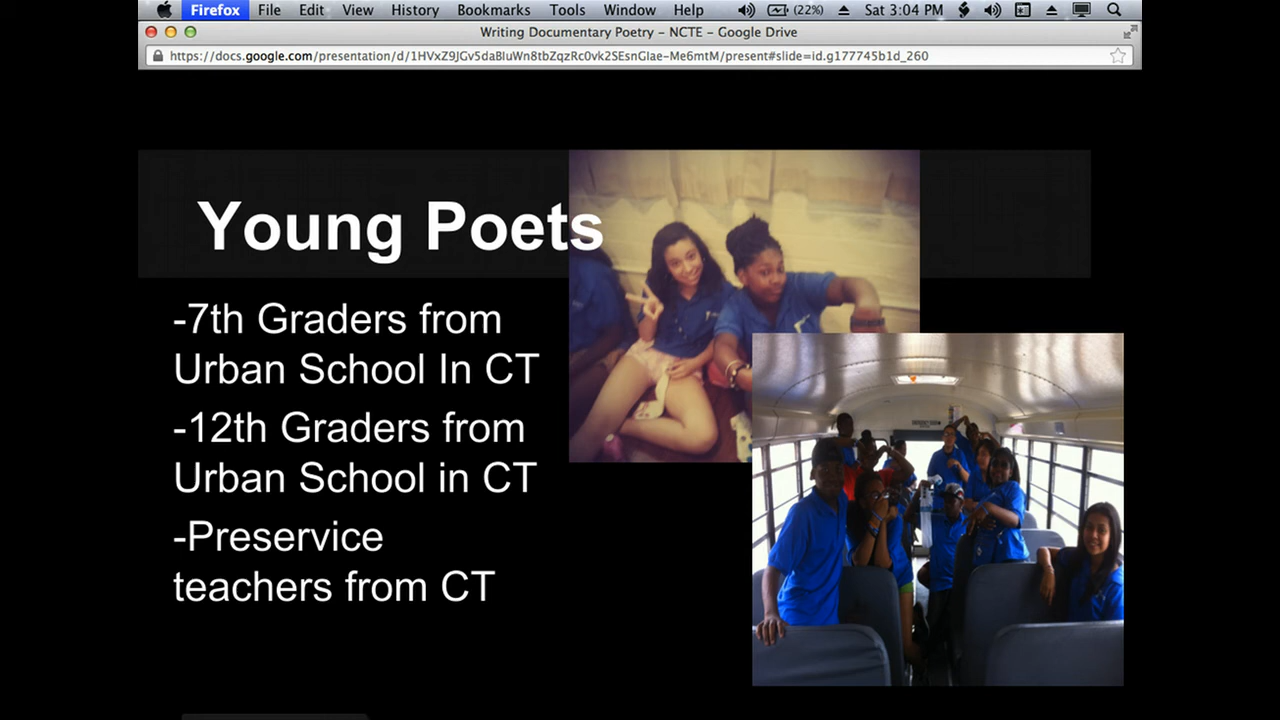 Firefox File Edit View History Bookmarks Tools Window Help (22%) Sat 3:04 PM
Writing Documentary Poetry – NCTE – Google Drive
https://docs.google.com/presentation/d/1HVxZ9JGv5daBluWn8tbZqzRc0vk2SEsnGIae-Me6mtM/present#slide=id.g177745b1d_260
Young Poets
-7th Graders from
Urban School In CT
-12th Graders from
Urban School in CT
-Preservice
teachers from CT